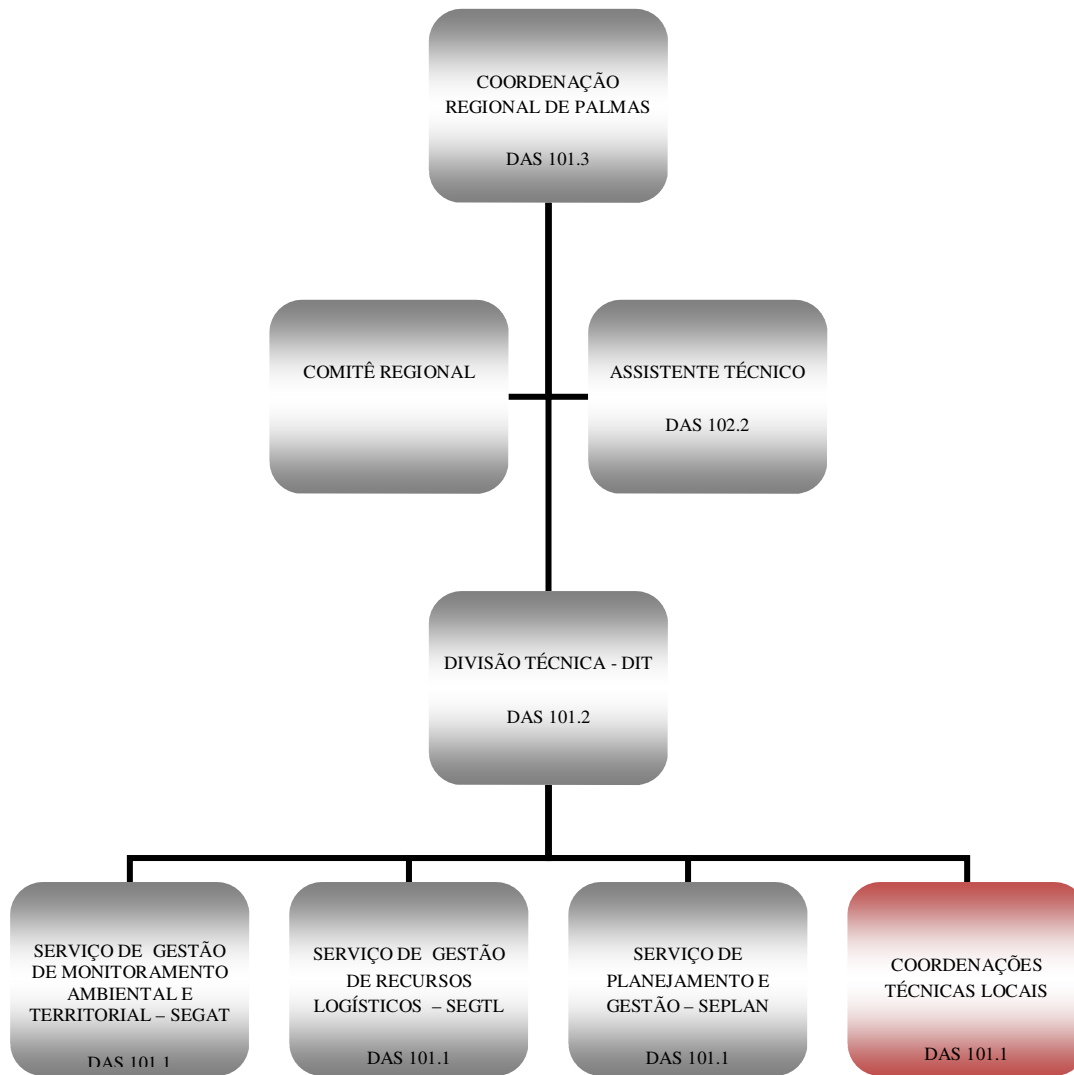 COORDENAÇÃO
REGIONAL DE PALMAS
DAS 101.3
COMITÊ REGIONAL
ASSISTENTE TÉCNICO
DAS 102.2
DIVISÃO TÉCNICA - DIT
DAS 101.2
SERVIÇO DE GESTÃO
DE MONITORAMENTO
AMBIENTAL E
TERRITORIAL – SEGAT
DAS 101.1
SERVIÇO DE GESTÃO
DE RECURSOS
LOGÍSTICOS – SEGTL
DAS 101.1
SERVIÇO DE
PLANEJAMENTO E
GESTÃO – SEPLAN
DAS 101.1
COORDENAÇÕES
TÉCNICAS LOCAIS
DAS 101.1